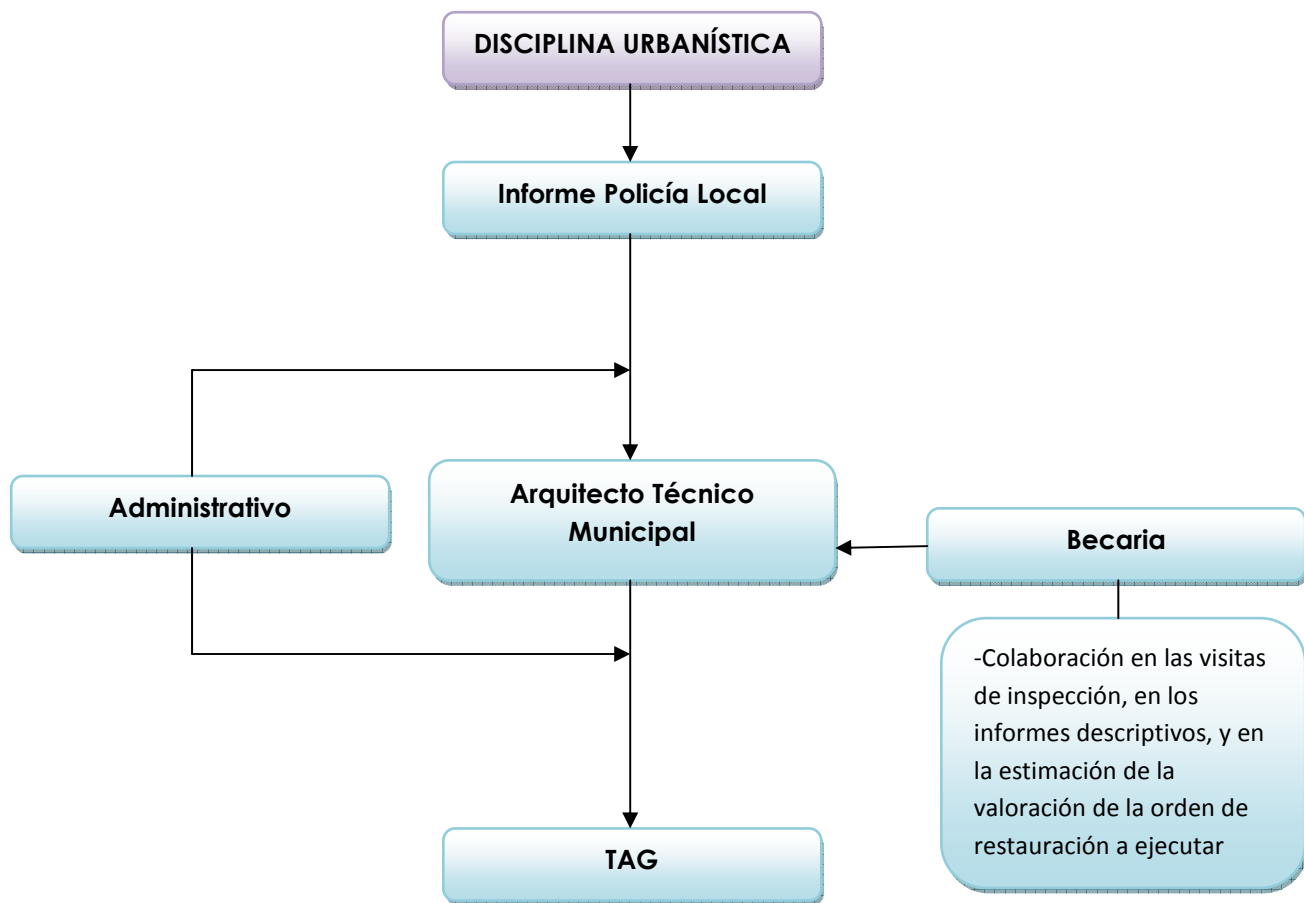 DISCIPLINA URBANÍSTICA
Informe Policía Local
Administrativo
Arquitecto Técnico
Municipal
Becaria
-Colaboración en las visitas
de inspección, en los
informes descriptivos, y en
la estimación de la
valoración de la orden de
restauración a ejecutar
TAG